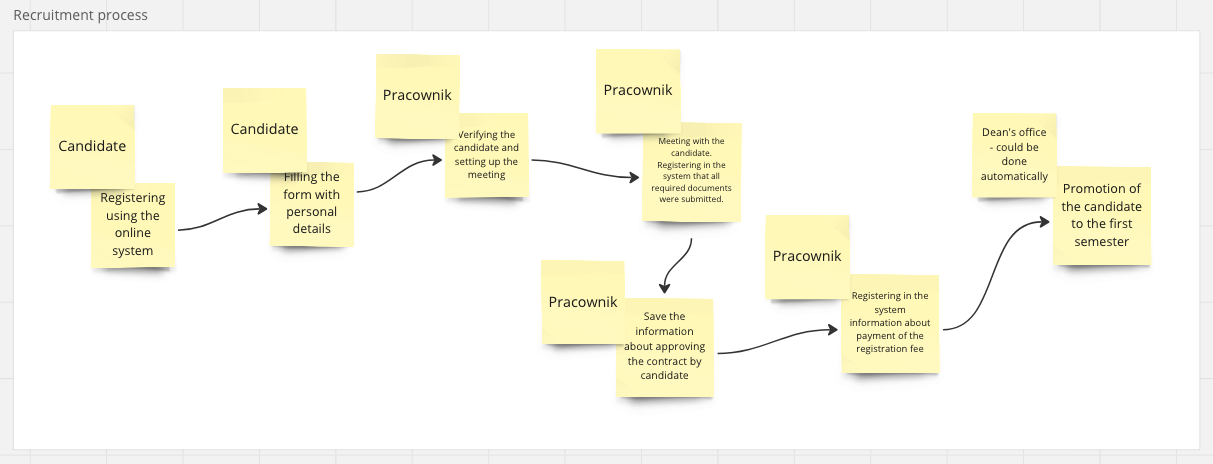 Recruitment process
Candidate
Registering
using the
online
system
Candidate
Filling the
form with
personal
details
Pracownik
Verifying the
candidate and
setting up the
meeting
Pracownik
Meeting with the
candidate.
Registering in the
system that all
required documents
were submitted.
Pracownik
Save the
information
about approving
the contract by
candidate
Pracownik
Registering in the
system
information about
payment of the
registration fee
Dean's office
- could be
done
automatically
Promotion of
the candidate
to the first
semester